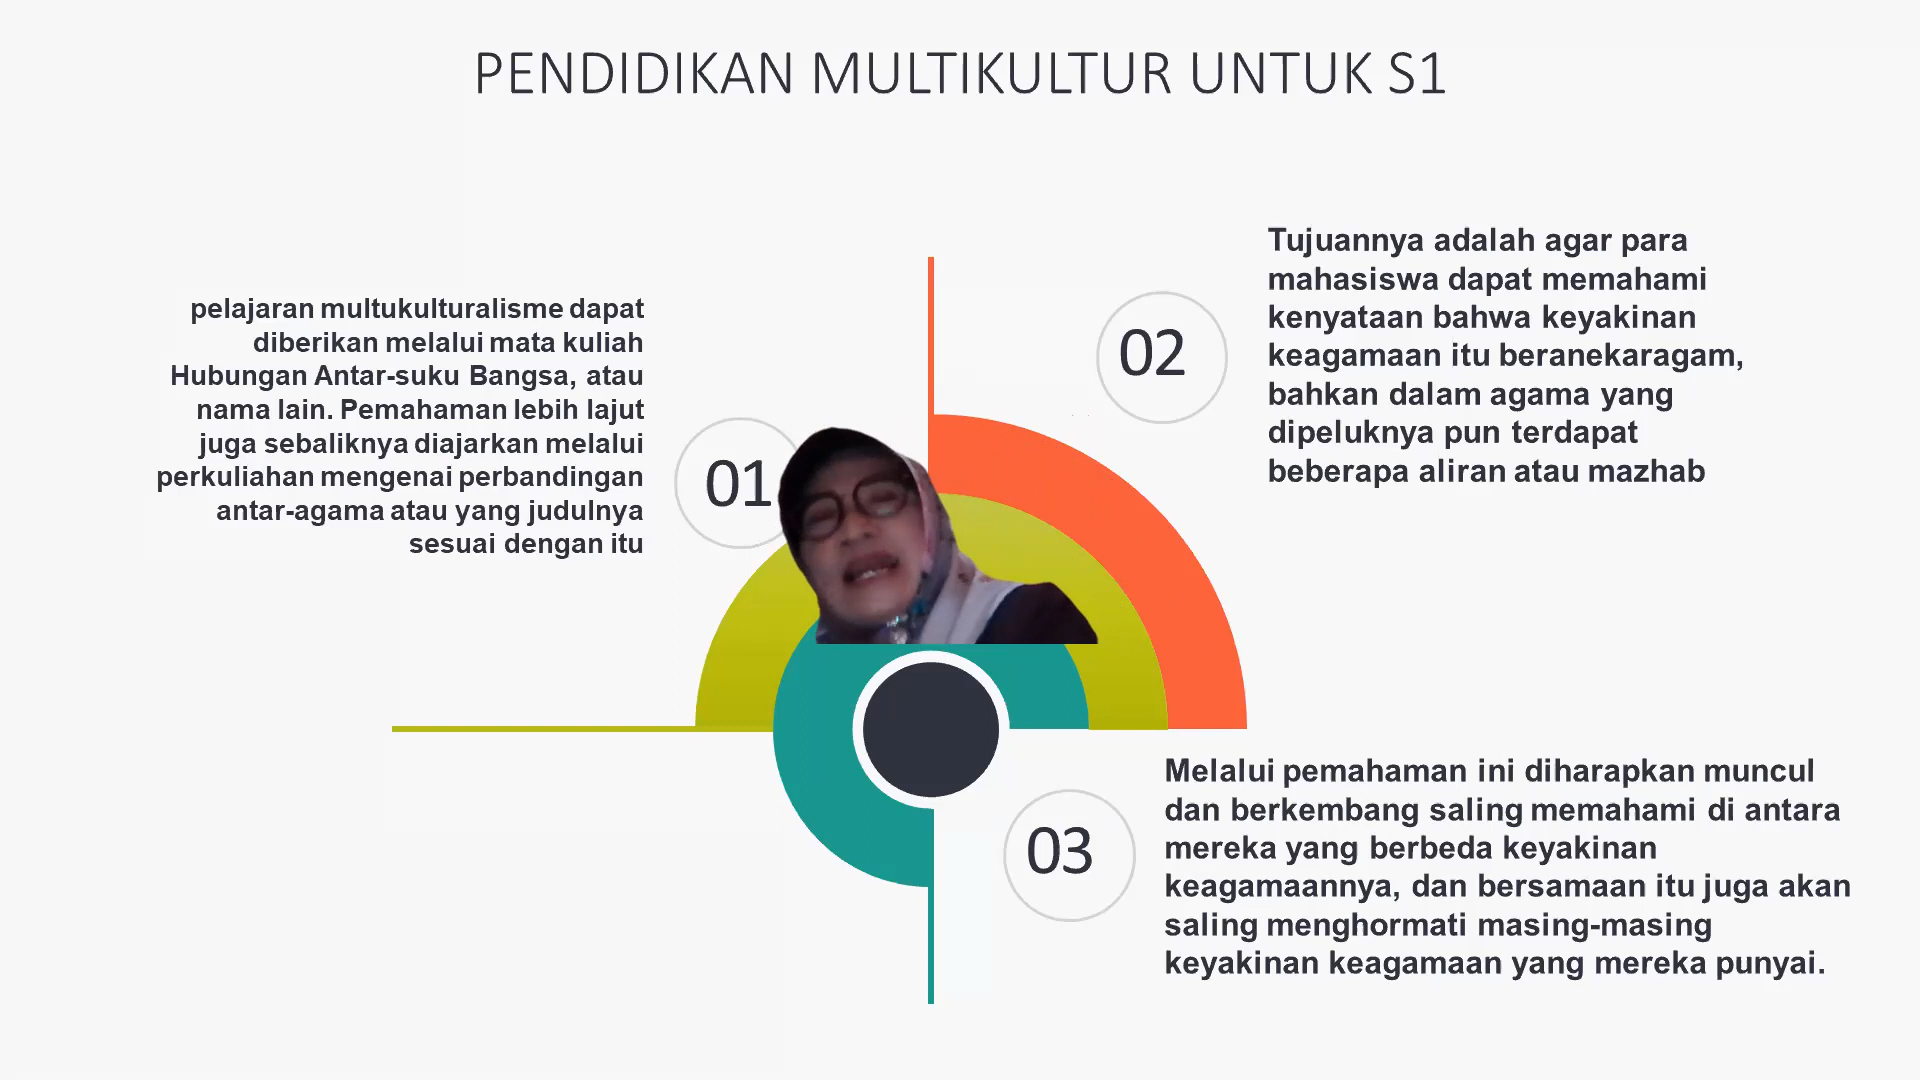 PENDIDIKAN MULTIKULTUR UNTUK S1
pelajaran multukulturalisme dapat
diberikan melalui mata kuliah
Hubungan Antar-suku Bangsa, atau
nama lain. Pemahaman lebih lajut
juga sebaliknya diajarkan melalui
perkuliahan mengenai perbandingan
antar-agama atau yang judulnya
sesuai dengan itu
01
02
Tujuannya adalah agar para
mahasiswa dapat memahami
kenyataan bahwa keyakinan
keagamaan itu beranekaragam,
bahkan dalam agama yang
dipeluknya pun terdapat
beberapa aliran atau mazhab
03
Melalui pemahaman ini diharapkan muncul
dan berkembang saling memahami di antara
mereka yang berbeda keyakinan
keagamaannya, dan bersamaan itu juga akan
saling menghormati masing-masing
keyakinan keagamaan yang mereka punyai.